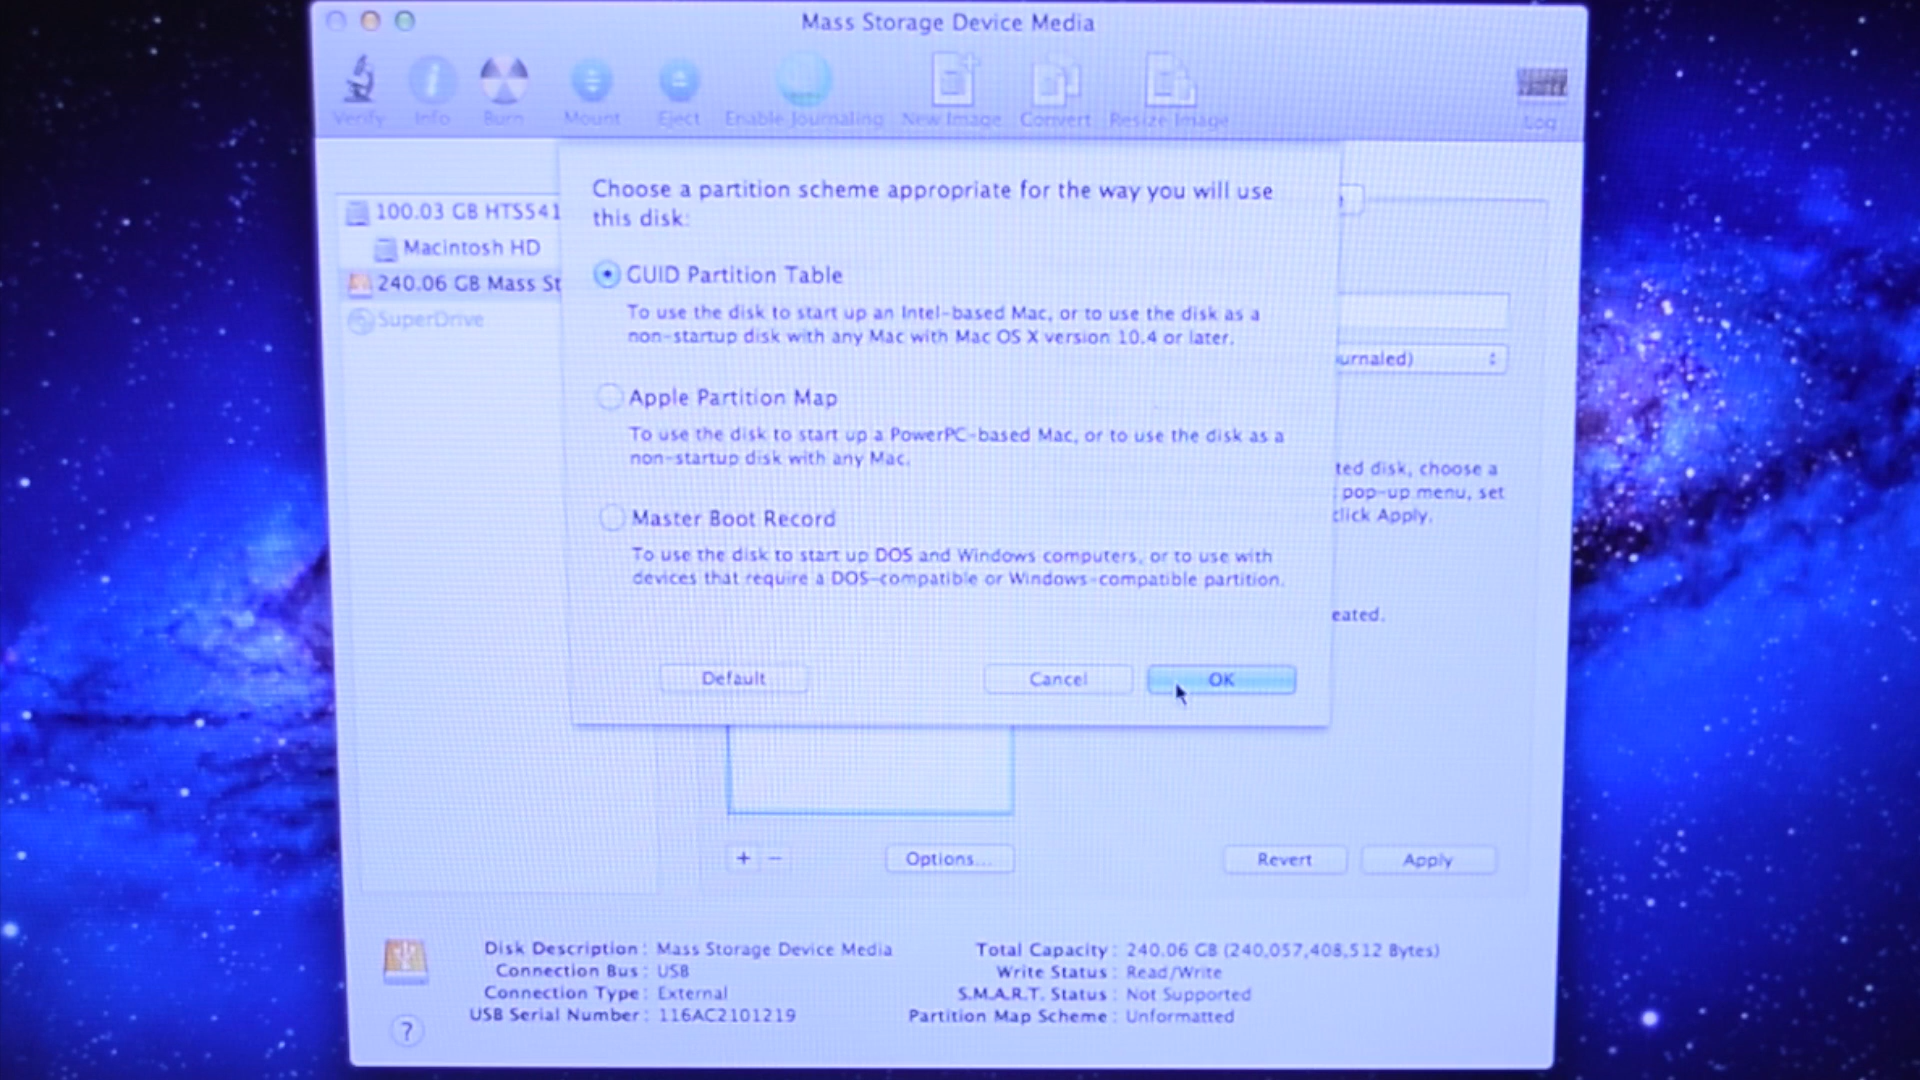 Mass Storage Device Media
Verify Info Burn Mount Eject Enable Journaling New Image Convert Resize Image Log
100.03 GB HTS541
Macintosh HD
240.06 GB Mass St
SuperDrive
Choose a partition scheme appropriate for the way you will use
this disk:
GUID Partition Table
To use the disk to start up an Intel-based Mac, or to use the disk as a
non-startup disk with any Mac with Mac OS X version 10.4 or later.
urnaled)
Apple Partition Map
To use the disk to start up a PowerPC-based Mac, or to use the disk as a
non-startup disk with any Mac.
ted disk, choose a
pop-up menu, set
click Apply.
Master Boot Record
To use the disk to start up DOS and Windows computers, or to use with
devices that require a DOS-compatible or Windows-compatible partition.
eated.
Default Cancel OK
+ − Options... Revert Apply
Disk Description : Mass Storage Device Media
Connection Bus : USB
Connection Type : External
USB Serial Number : 116AC2101219
Total Capacity : 240.06 GB (240,057,408,512 Bytes)
Write Status : Read/Write
S.M.A.R.T. Status : Not Supported
Partition Map Scheme : Unformatted
?